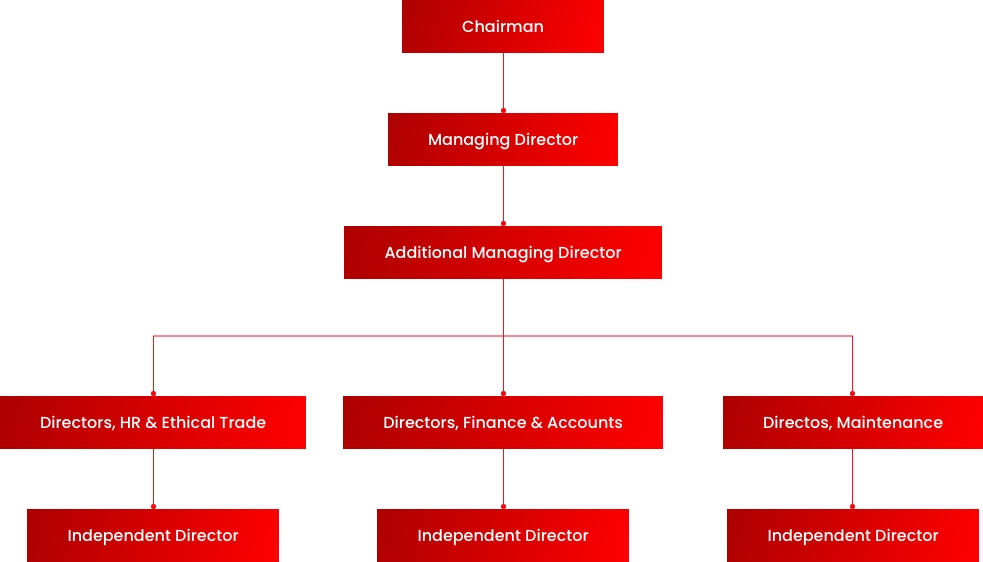 Chairman
Managing Director
Additional Managing Director
Directors, HR & Ethical Trade
Directors, Finance & Accounts
Directos, Maintenance
Independent Director
Independent Director
Independent Director